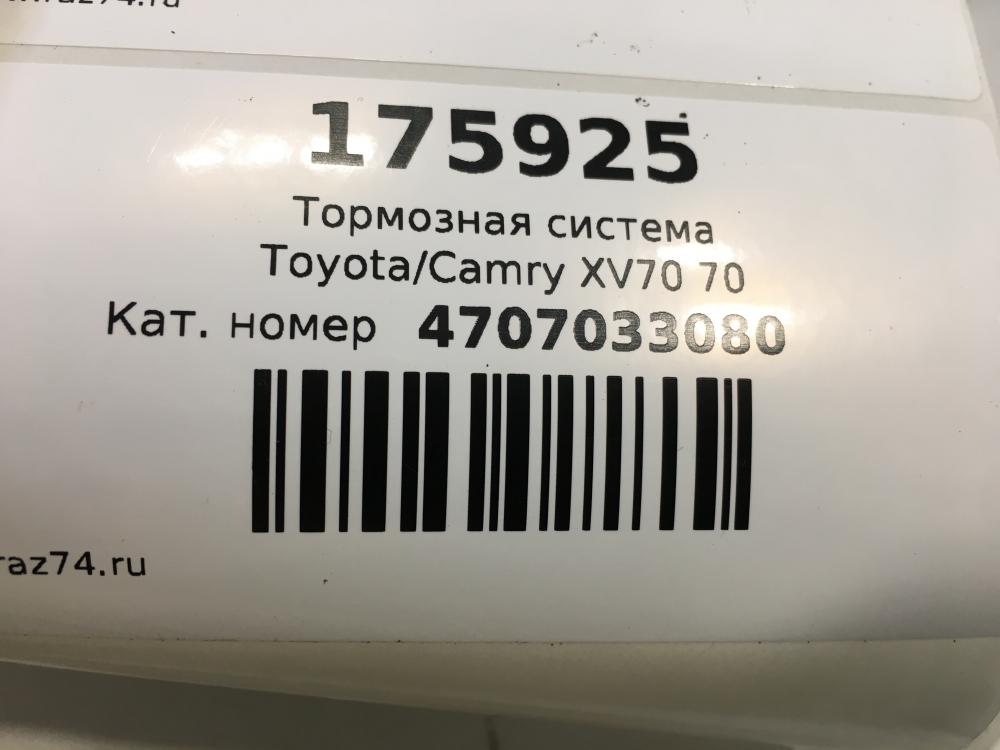 175925
Тормозная система
Toyota/Camry XV70 70
Кат. номер 4707033080
raz74.ru